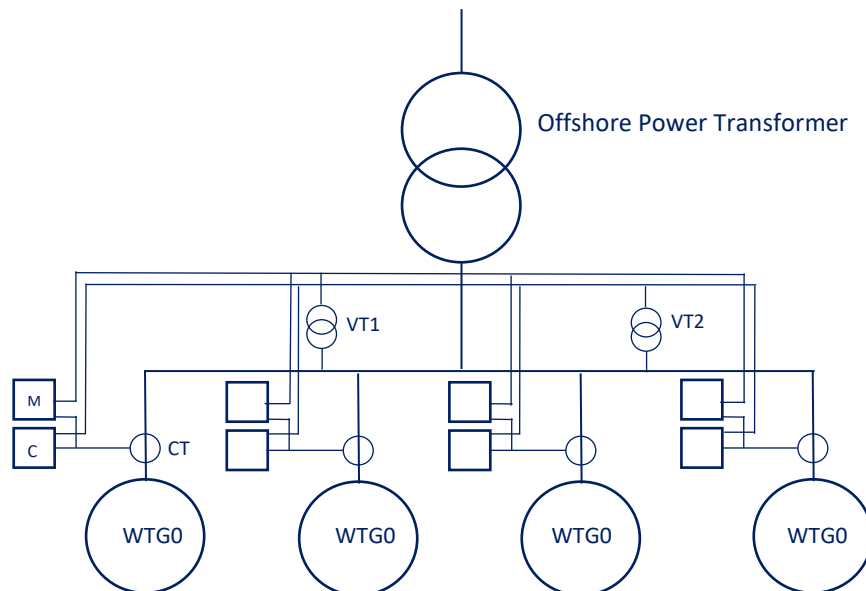 Offshore Power Transformer
VT1
VT2
M
C
CT
WTG0
WTG0
WTG0
WTG0